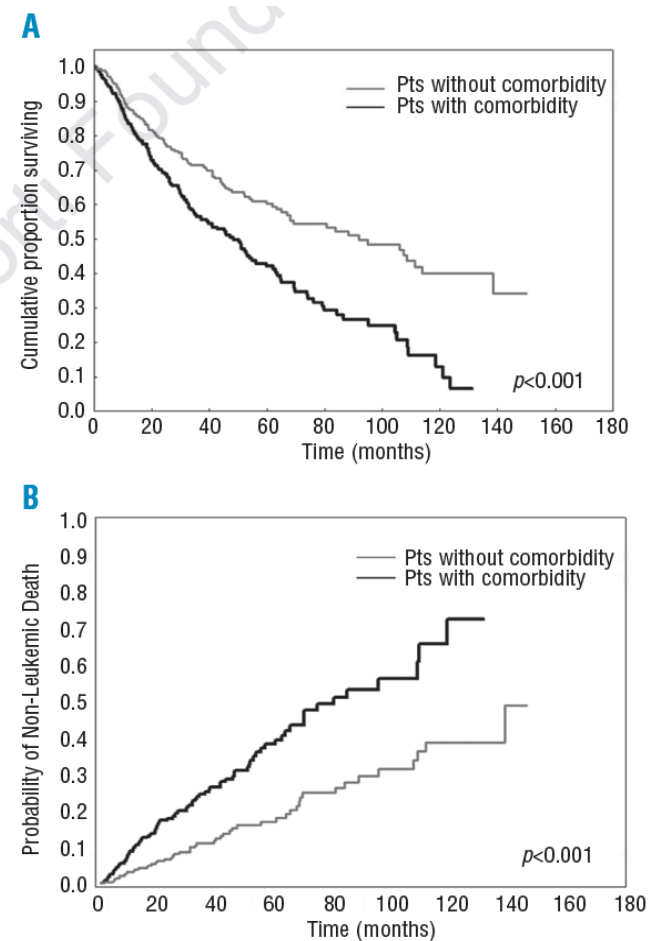 A
Cumulative proportion surviving
1.0
0.9
0.8
0.7
0.6
0.5
0.4
0.3
0.2
0.1
0.0
Pts without comorbidity
Pts with comorbidity
p<0.001
0 20 40 60 80 100 120 140 160 180
Time (months)
B
Probability of Non-Leukemic Death
1.0
0.9
0.8
0.7
0.6
0.5
0.4
0.3
0.2
0.1
0.0
Pts without comorbidity
Pts with comorbidity
p<0.001
0 20 40 60 80 100 120 140 160 180
Time (months)